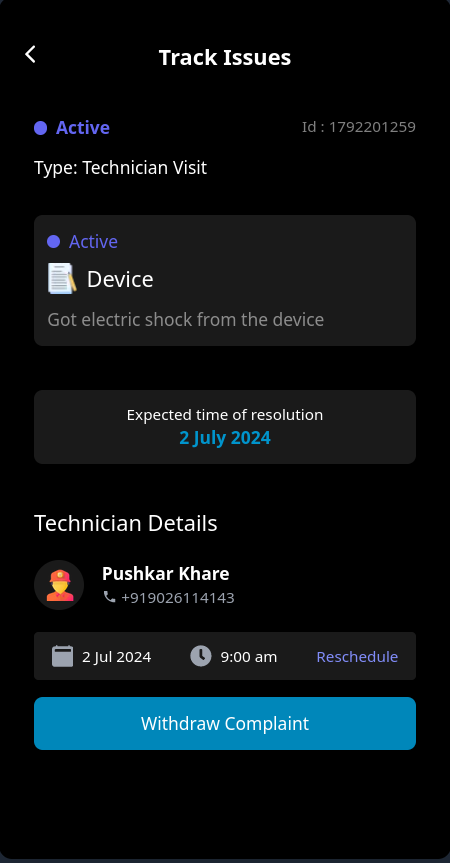 Track Issues
Active
Id : 1792201259
Type: Technician Visit
Active
Device
Got electric shock from the device
Expected time of resolution
2 July 2024
Technician Details
Pushkar Khare
+919026114143
2 Jul 2024
9:00 am
Reschedule
Withdraw Complaint